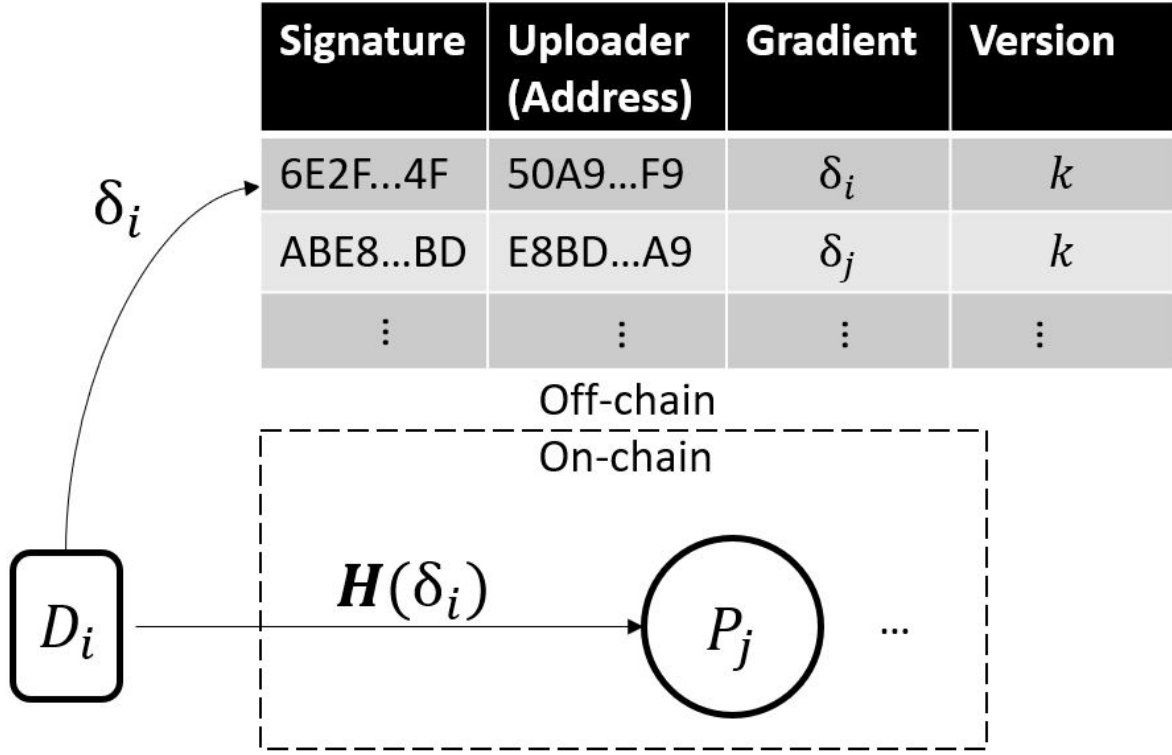 Signature Uploader (Address) Gradient Version
6E2F...4F 50A9...F9 δi k
ABE8...BD E8BD...A9 δj k
⋮ ⋮ ⋮ ⋮
δi
Off-chain
On-chain
Di H(δi) Pj ...